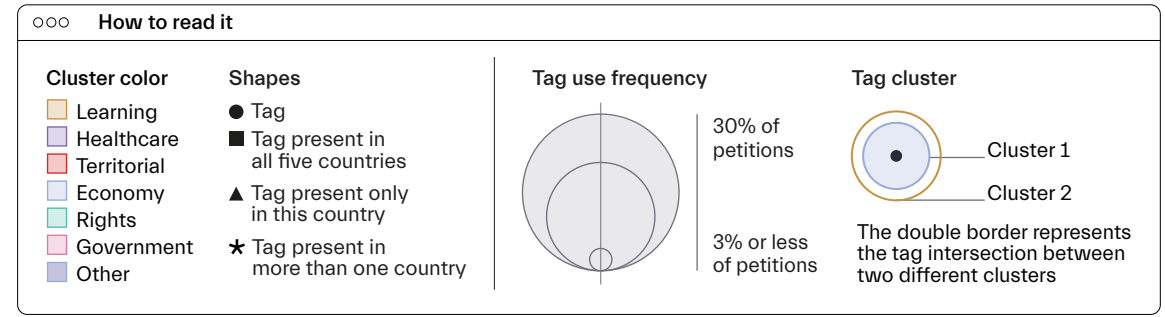 How to read it
Cluster color
Learning
Healthcare
Territorial
Economy
Rights
Government
Other
Shapes
Tag
Tag present in
all five countries
Tag present only
in this country
Tag present in
more than one country
Tag use frequency
30% of
petitions
3% or less
of petitions
Tag cluster
Cluster 1
Cluster 2
The double border represents
the tag intersection between
two different clusters